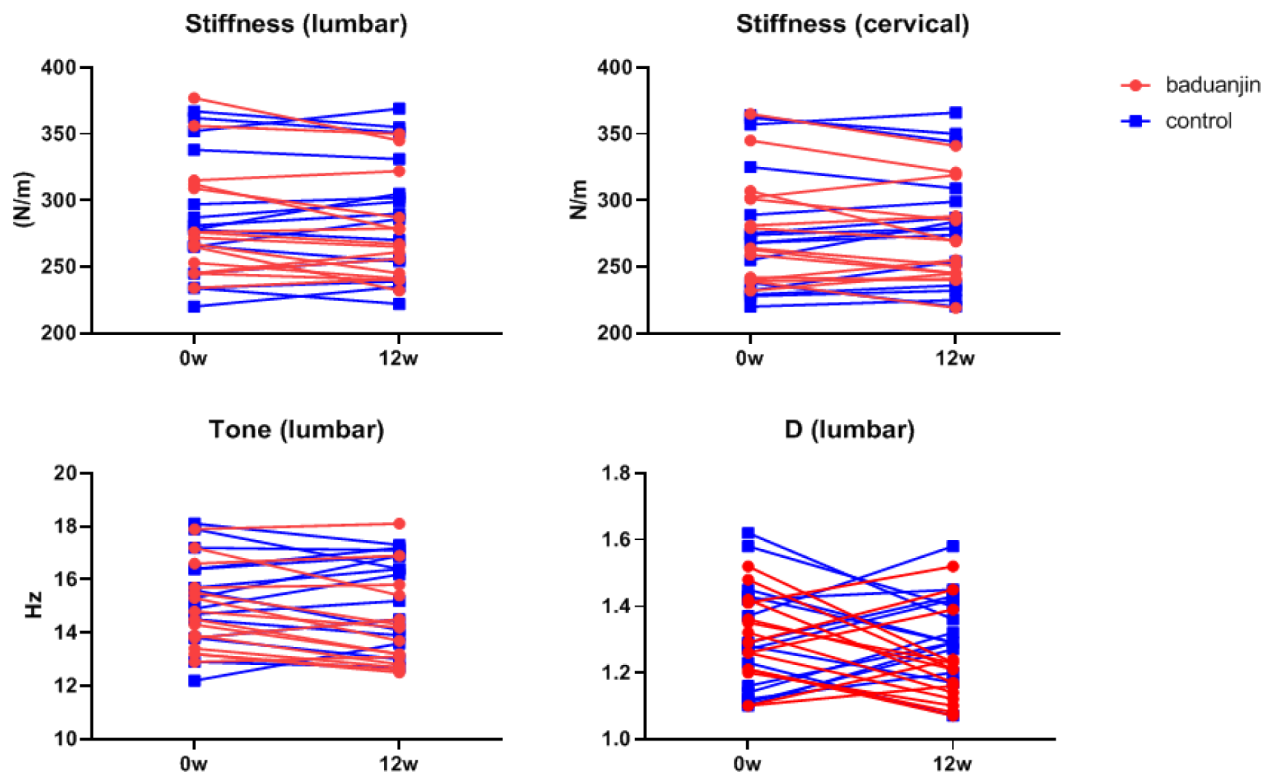 Stiffness (lumbar)
400
350
300
250
200
(N/m)
0w
12w
Stiffness (cervical)
400
350
300
250
200
N/m
0w
12w
baduanjin
control
Tone (lumbar)
20
18
16
14
12
10
Hz
0w
12w
D (lumbar)
1.8
1.6
1.4
1.2
1.0
0w
12w